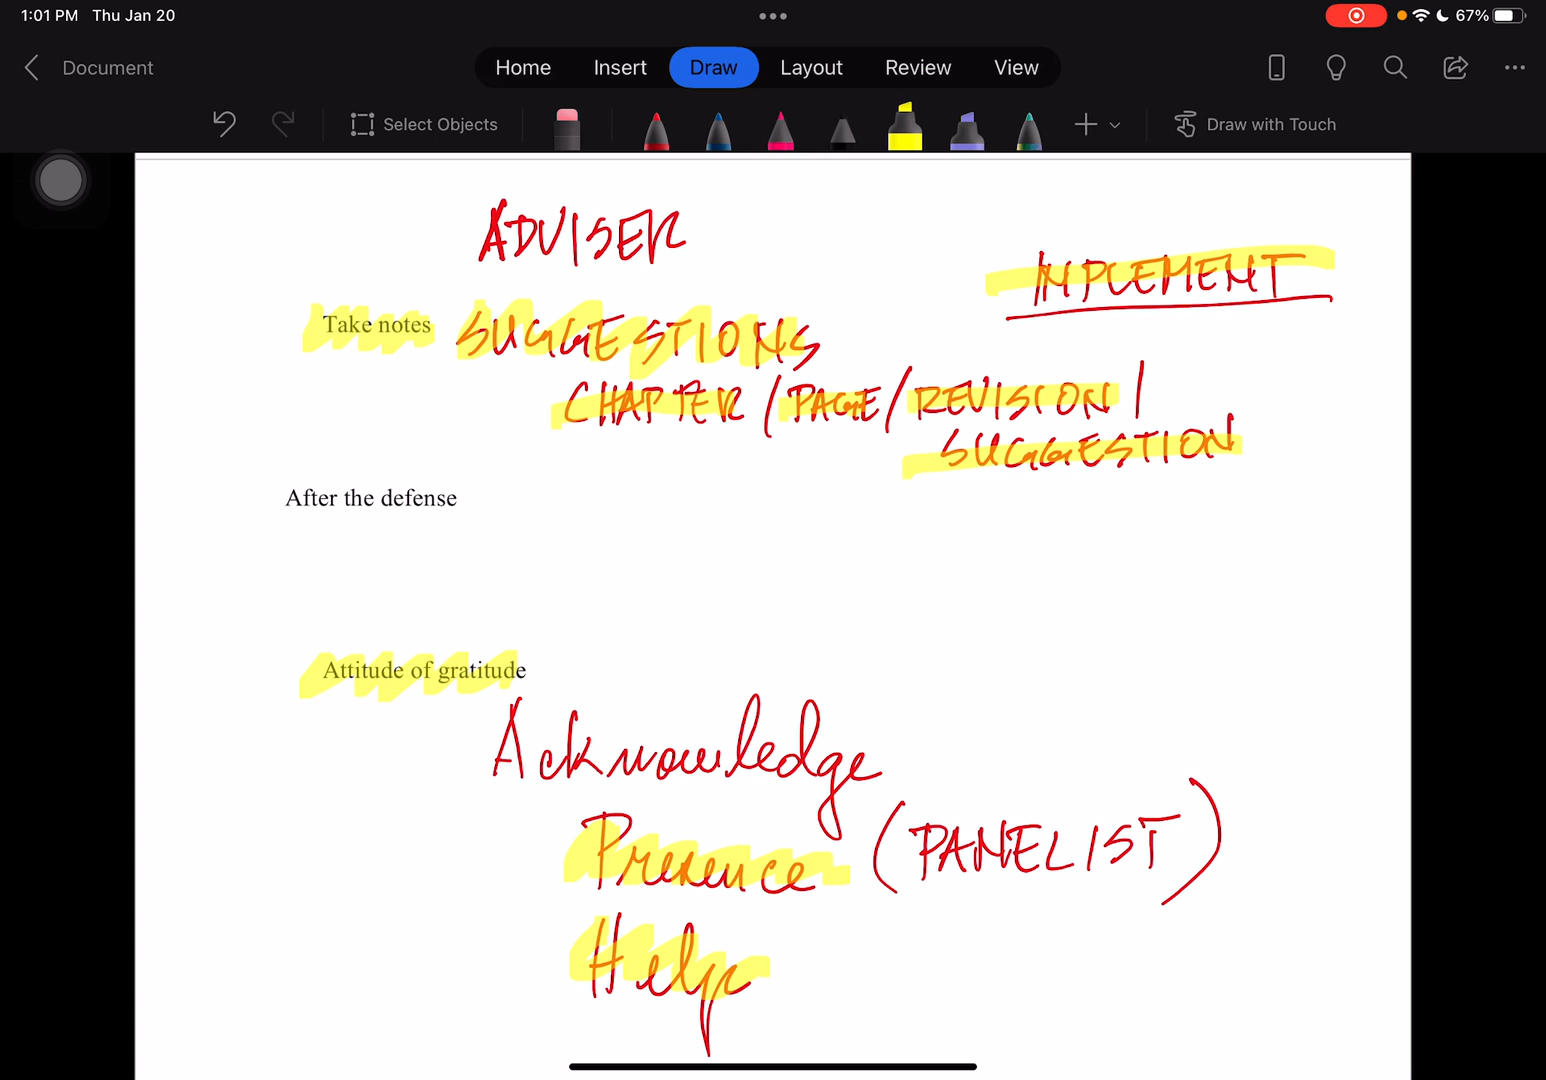 1:01 PM Thu Jan 20
67%
Document
Home Insert Draw Layout Review View
Select Objects
Draw with Touch
ADVISER
IMPLEMENT
Take notes SUGGESTIONS
CHAPTER / PAGE / REVISION /
SUGGESTION
After the defense
Attitude of gratitude
Acknowledge
Presence (PANELIST)
Help